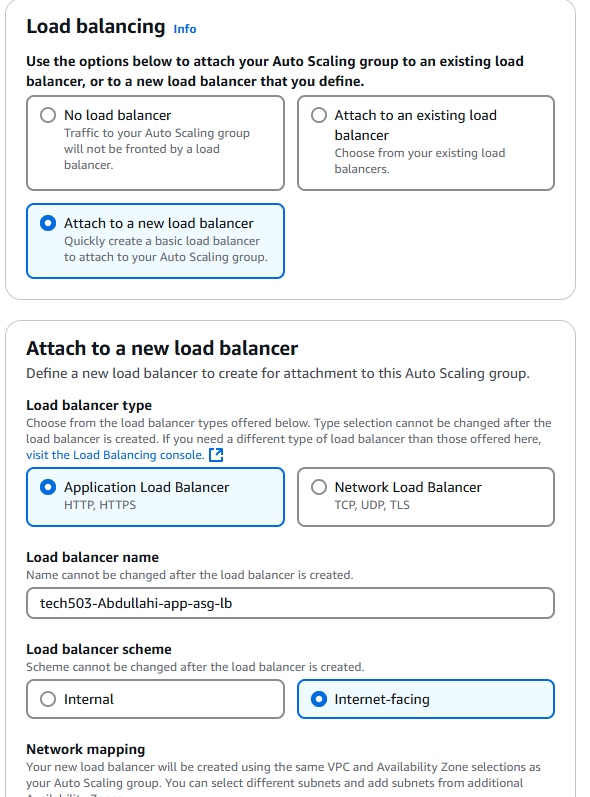 Load balancing Info
Use the options below to attach your Auto Scaling group to an existing load
balancer, or to a new load balancer that you define.
No load balancer
Traffic to your Auto Scaling group
will not be fronted by a load
balancer.
Attach to an existing load
balancer
Choose from your existing load
balancers.
Attach to a new load balancer
Quickly create a basic load balancer
to attach to your Auto Scaling group.
Attach to a new load balancer
Define a new load balancer to create for attachment to this Auto Scaling group.
Load balancer type
Choose from the load balancer types offered below. Type selection cannot be changed after the
load balancer is created. If you need a different type of load balancer than those offered here,
visit the Load Balancing console.
Application Load Balancer
HTTP, HTTPS
Network Load Balancer
TCP, UDP, TLS
Load balancer name
Name cannot be changed after the load balancer is created.
tech503-Abdullahi-app-asg-lb
Load balancer scheme
Scheme cannot be changed after the load balancer is created.
Internal
Internet-facing
Network mapping
Your new load balancer will be created using the same VPC and Availability Zone selections as
your Auto Scaling group. You can select different subnets and add subnets from additional